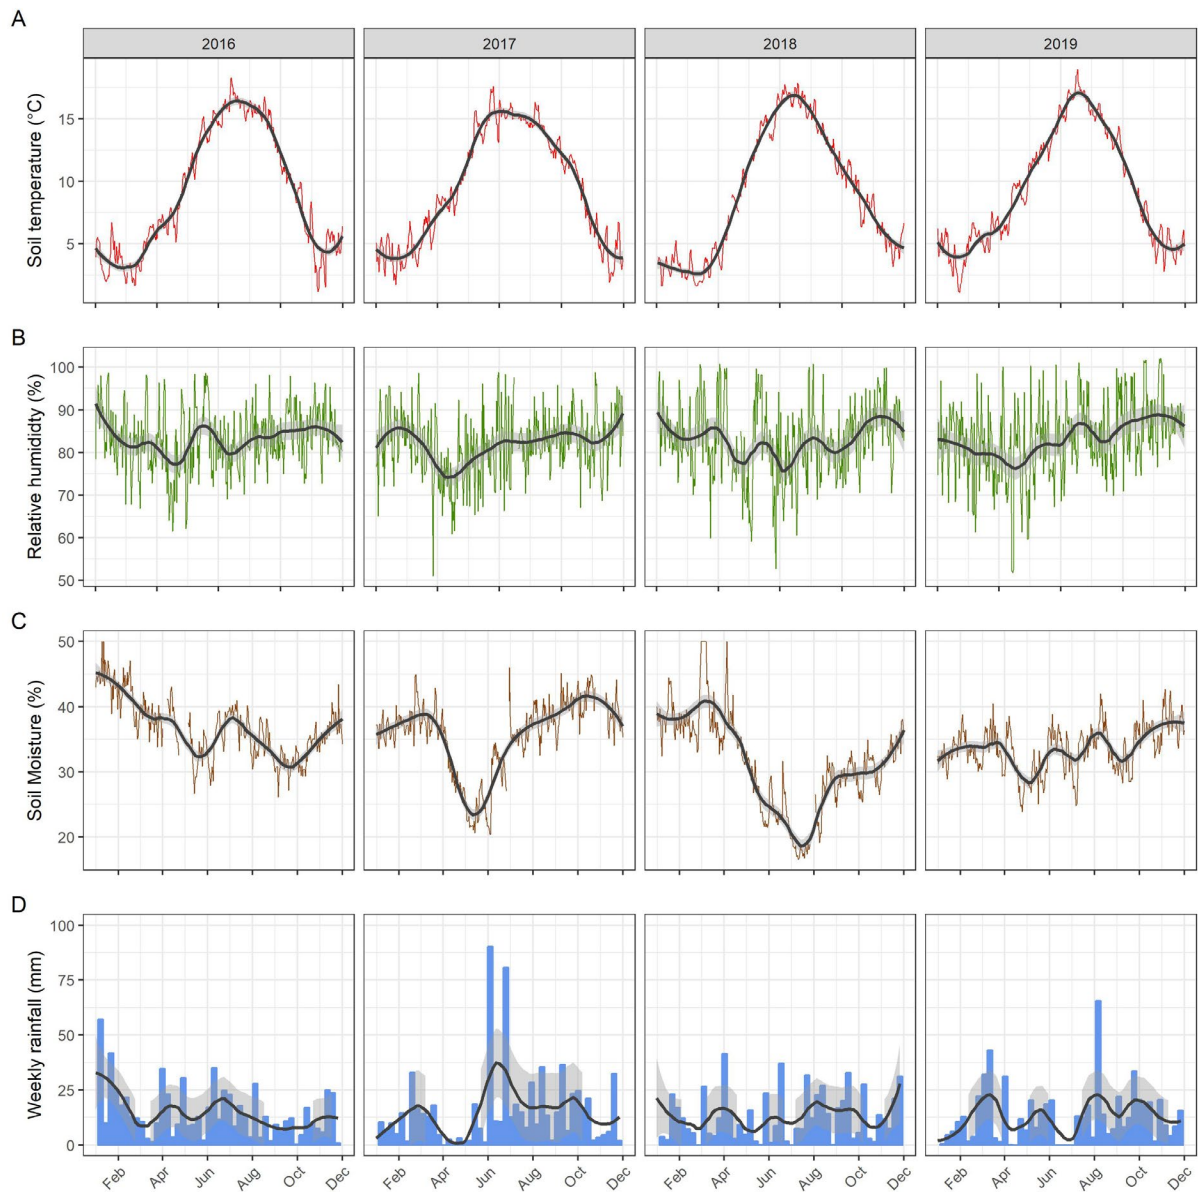 A
2016 2017 2018 2019
Soil temperature (°C)
15
10
5
B
Relative humididty (%)
100
90
80
70
60
50
C
Soil Moisture (%)
50
40
30
20
D
Weekly rainfall (mm)
100
75
50
25
0
Feb Apr Jun Aug Oct Dec Feb Apr Jun Aug Oct Dec Feb Apr Jun Aug Oct Dec Feb Apr Jun Aug Oct Dec